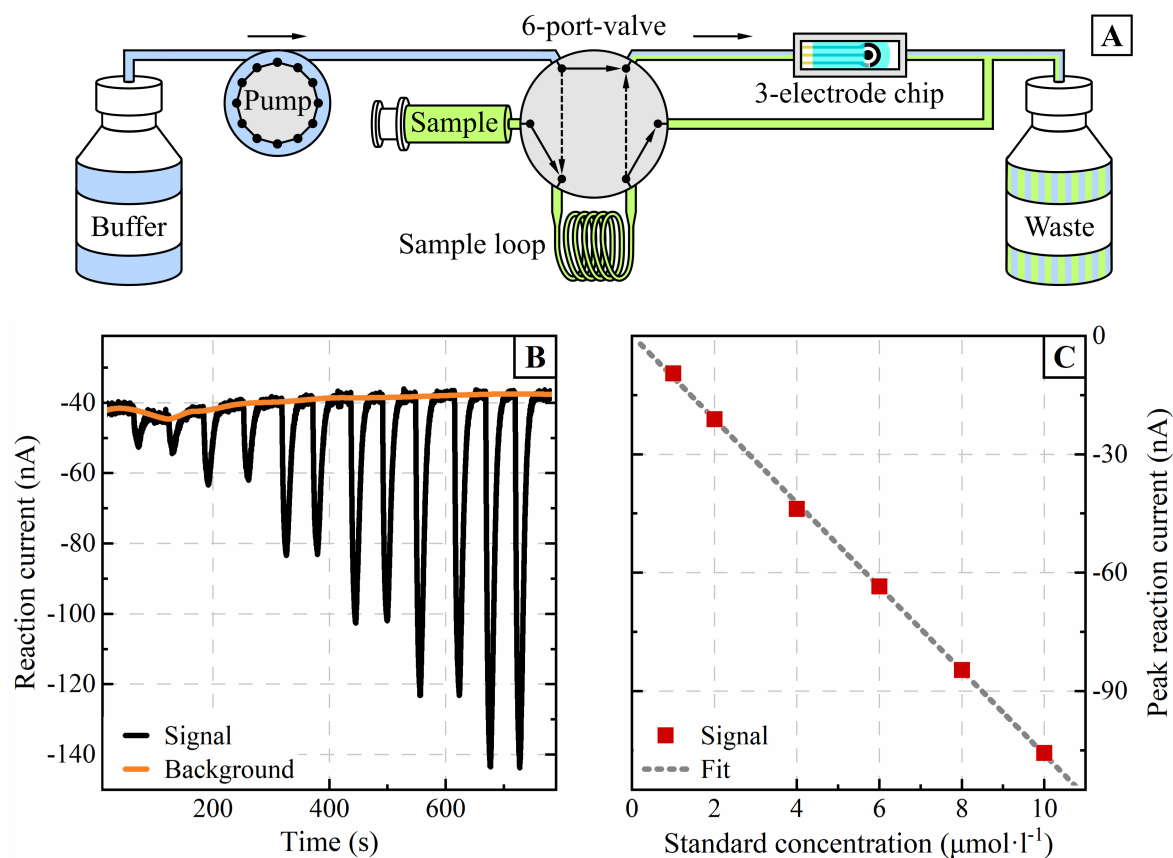 6-port-valve
A
Pump
Sample
3-electrode chip
Buffer
Sample loop
Waste
B
Reaction current (nA)
-40
-60
-80
-100
-120
-140
Signal
Background
200
400
600
Time (s)
C
0
-30
-60
-90
Peak reaction current (nA)
Signal
Fit
0
2
4
6
8
10
Standard concentration (μmol·l⁻¹)